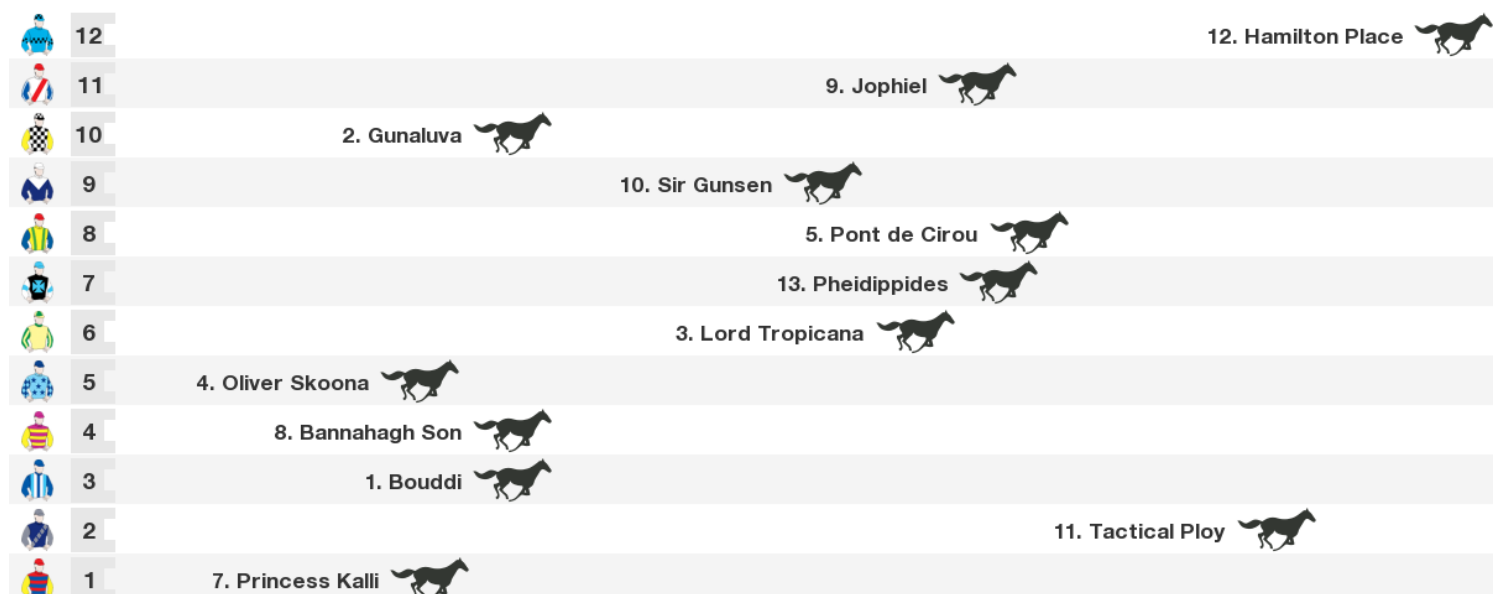 12 12. Hamilton Place
11 9. Jophiel
10 2. Gunaluva
9 10. Sir Gunsen
8 5. Pont de Cirou
7 13. Pheidippides
6 3. Lord Tropicana
5 4. Oliver Skoona
4 8. Bannahagh Son
3 1. Bouddi
2 11. Tactical Ploy
1 7. Princess Kalli